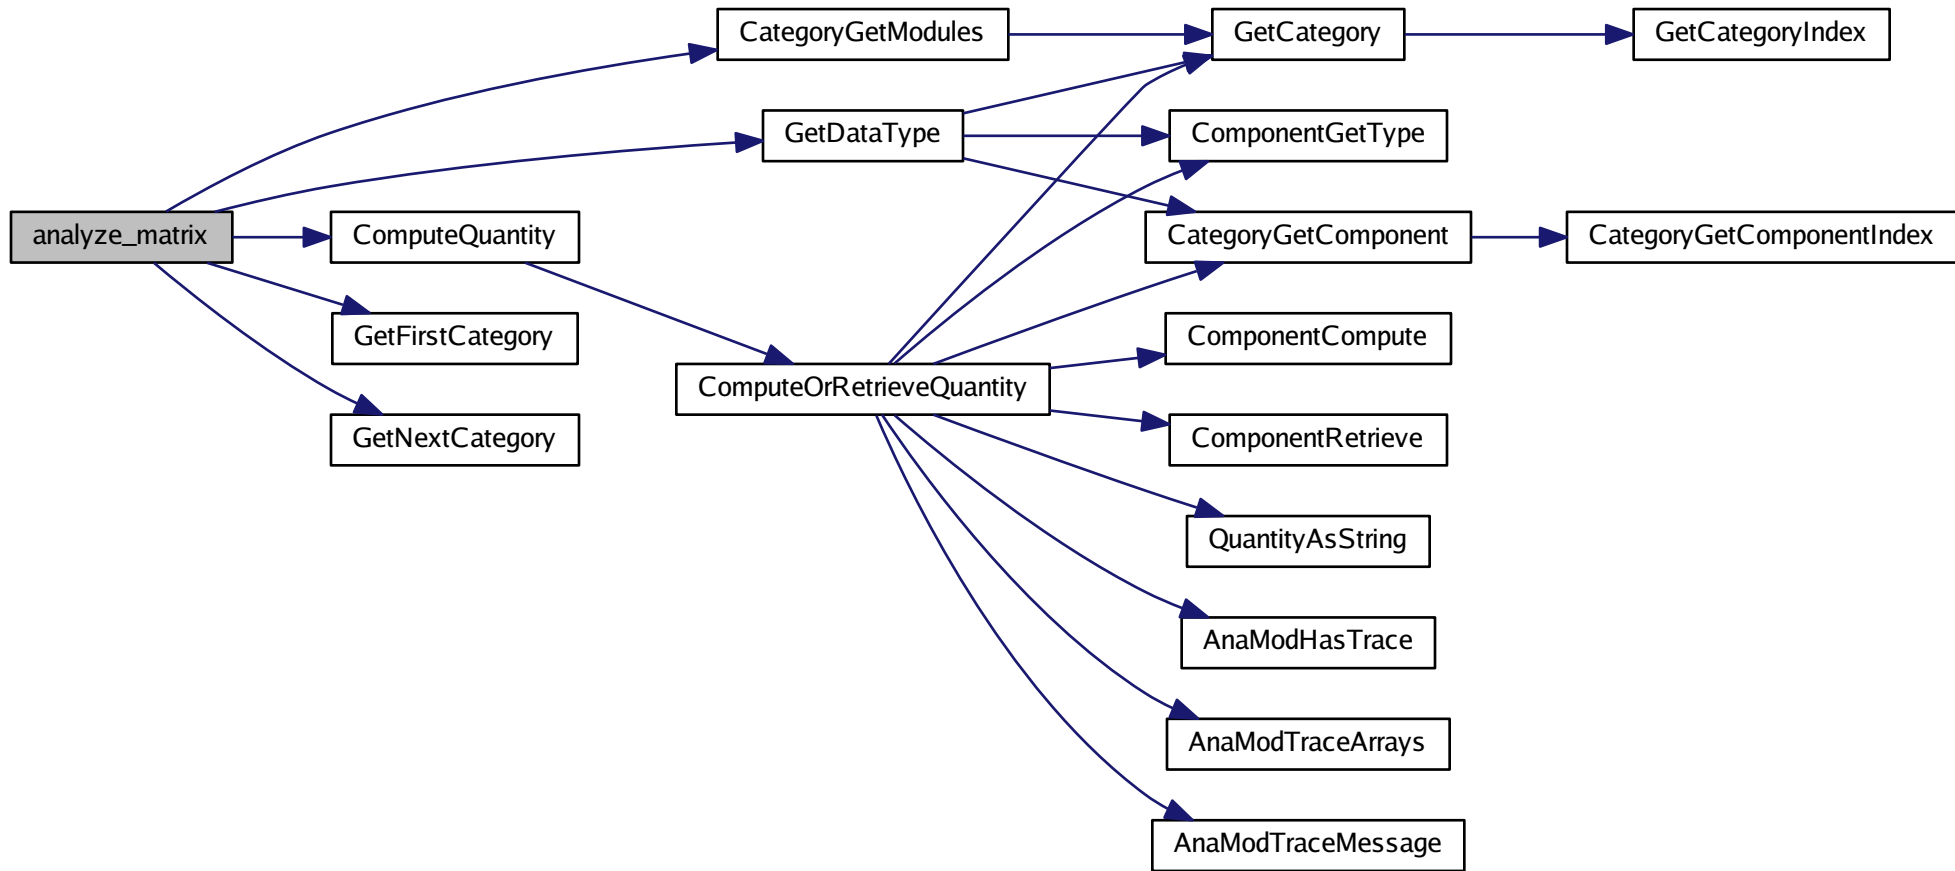 CategoryGetModules
GetCategory
GetCategoryIndex
GetDataType
ComponentGetType
analyze_matrix
ComputeQuantity
CategoryGetComponent
CategoryGetComponentIndex
GetFirstCategory
ComponentCompute
ComputeOrRetrieveQuantity
GetNextCategory
ComponentRetrieve
QuantityAsString
AnaModHasTrace
AnaModTraceArrays
AnaModTraceMessage